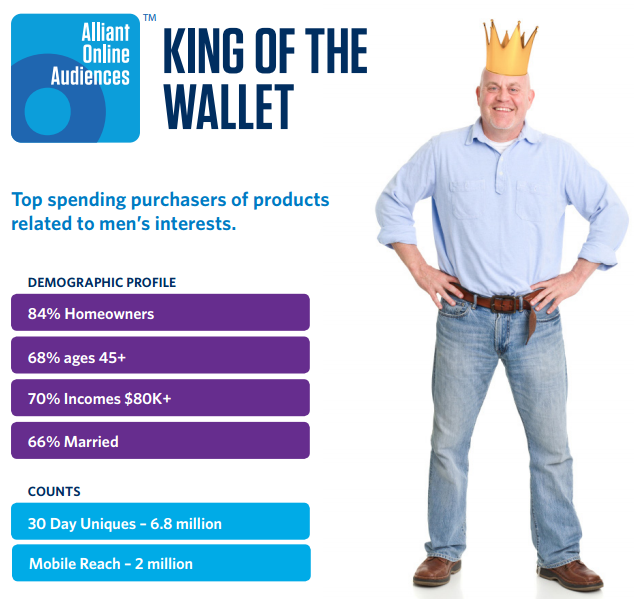 Alliant
Online
Audiences
TM
KING OF THE
WALLET
Top spending purchasers of products
related to men's interests.
DEMOGRAPHIC PROFILE
84% Homeowners
68% ages 45+
70% Incomes $80K+
66% Married
COUNTS
30 Day Uniques – 6.8 million
Mobile Reach – 2 million